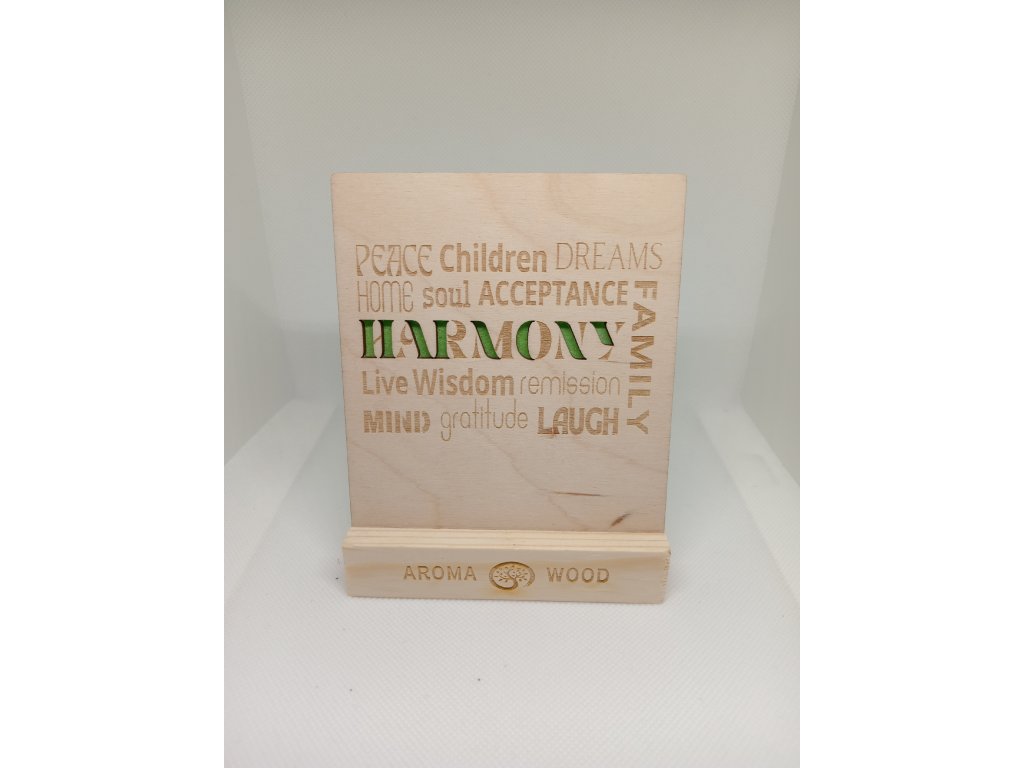 PEACE Children DREAMS
HOME soul ACCEPTANCE
FAMILY
HARMONY
Live Wisdom remission
MIND gratitude LAUGH
AROMA WOOD